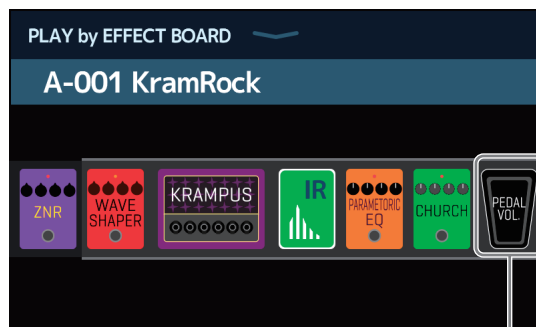 PLAY by EFFECT BOARD
A-001 KramRock
ZNR
WAVE
SHAPER
KRAMPUS
IR
PARAMETORIC
EQ
CHURCH
PEDAL
VOL